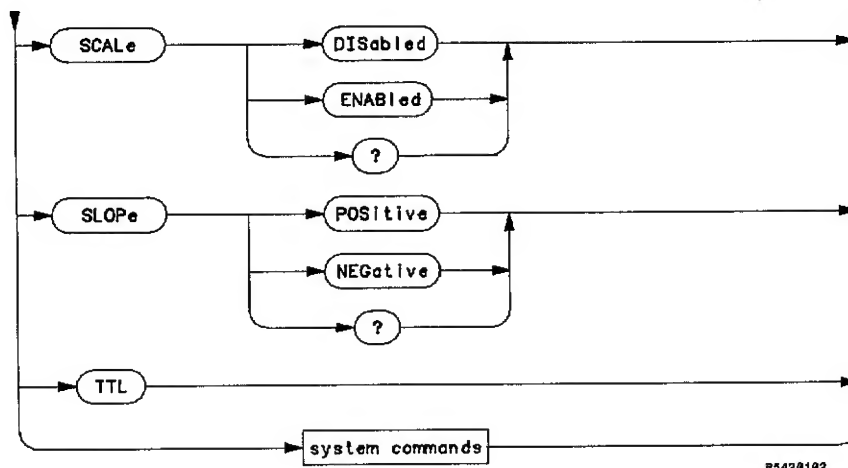 SCALe
DISabled
ENABled
?
SLOPe
POSitive
NEGative
?
TTL
system commands